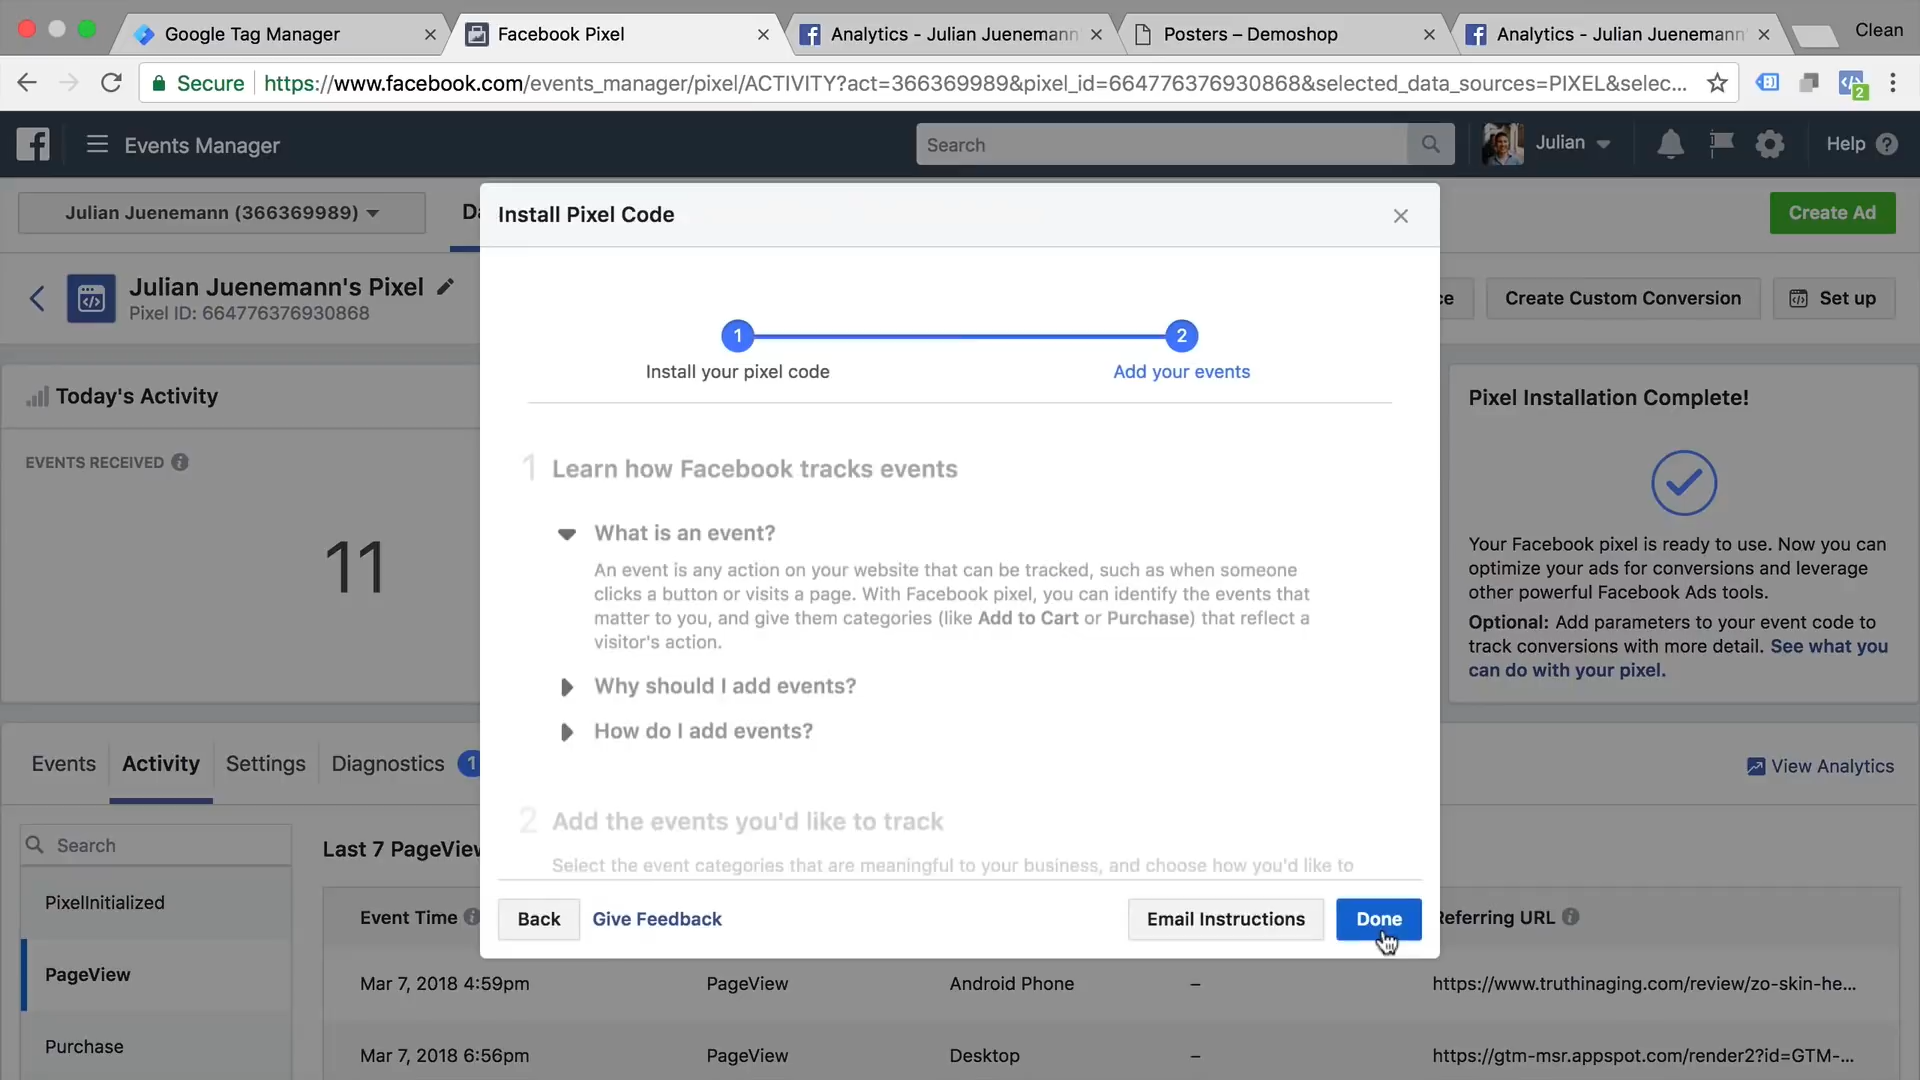 Google Tag Manager
Facebook Pixel
Analytics - Julian Juenemann
Posters – Demoshop
Analytics - Julian Juenemann
Clean
Secure
https://www.facebook.com/events_manager/pixel/ACTIVITY?act=366369989&pixel_id=664776376930868&selected_data_sources=PIXEL&selec...
2
Events Manager
Search
Julian
Help
Julian Juenemann (366369989)
Da
Create Ad
Install Pixel Code
Julian Juenemann's Pixel
Pixel ID: 664776376930868
ce
Create Custom Conversion
Set up
1
2
Install your pixel code
Add your events
Today's Activity
EVENTS RECEIVED
11
Pixel Installation Complete!
Your Facebook pixel is ready to use. Now you can
optimize your ads for conversions and leverage
other powerful Facebook Ads tools.
Optional: Add parameters to your event code to
track conversions with more detail. See what you
can do with your pixel.
1 Learn how Facebook tracks events
What is an event?
An event is any action on your website that can be tracked, such as when someone
clicks a button or visits a page. With Facebook pixel, you can identify the events that
matter to you, and give them categories (like Add to Cart or Purchase) that reflect a
visitor's action.
Why should I add events?
How do I add events?
2 Add the events you'd like to track
Select the event categories that are meaningful to your business, and choose how you'd like to
Back
Give Feedback
Email Instructions
Done
Events
Activity
Settings
Diagnostics
1
View Analytics
Search
Last 7 PageView
PixelInitialized
PageView
Purchase
Event Time
Referring URL
Mar 7, 2018 4:59pm
PageView
Android Phone
–
https://www.truthinaging.com/review/zo-skin-he...
Mar 7, 2018 6:56pm
PageView
Desktop
–
https://gtm-msr.appspot.com/render2?id=GTM-...